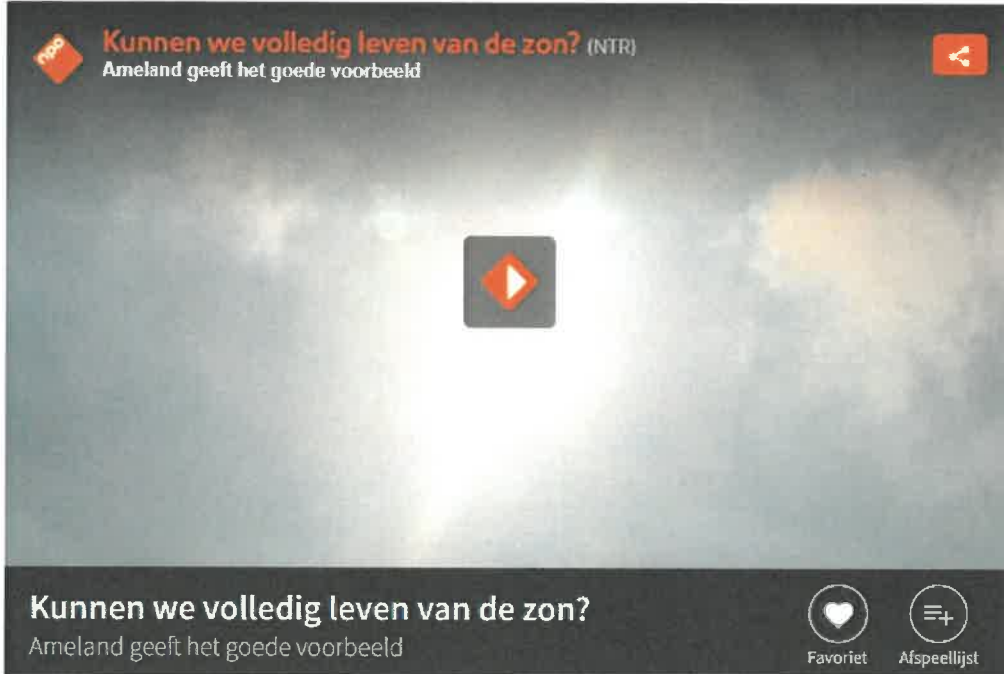 npo
Kunnen we volledig leven van de zon? (NTR)
Ameland geeft het goede voorbeeld
Kunnen we volledig leven van de zon?
Ameland geeft het goede voorbeeld
Favoriet
Afspeellijst